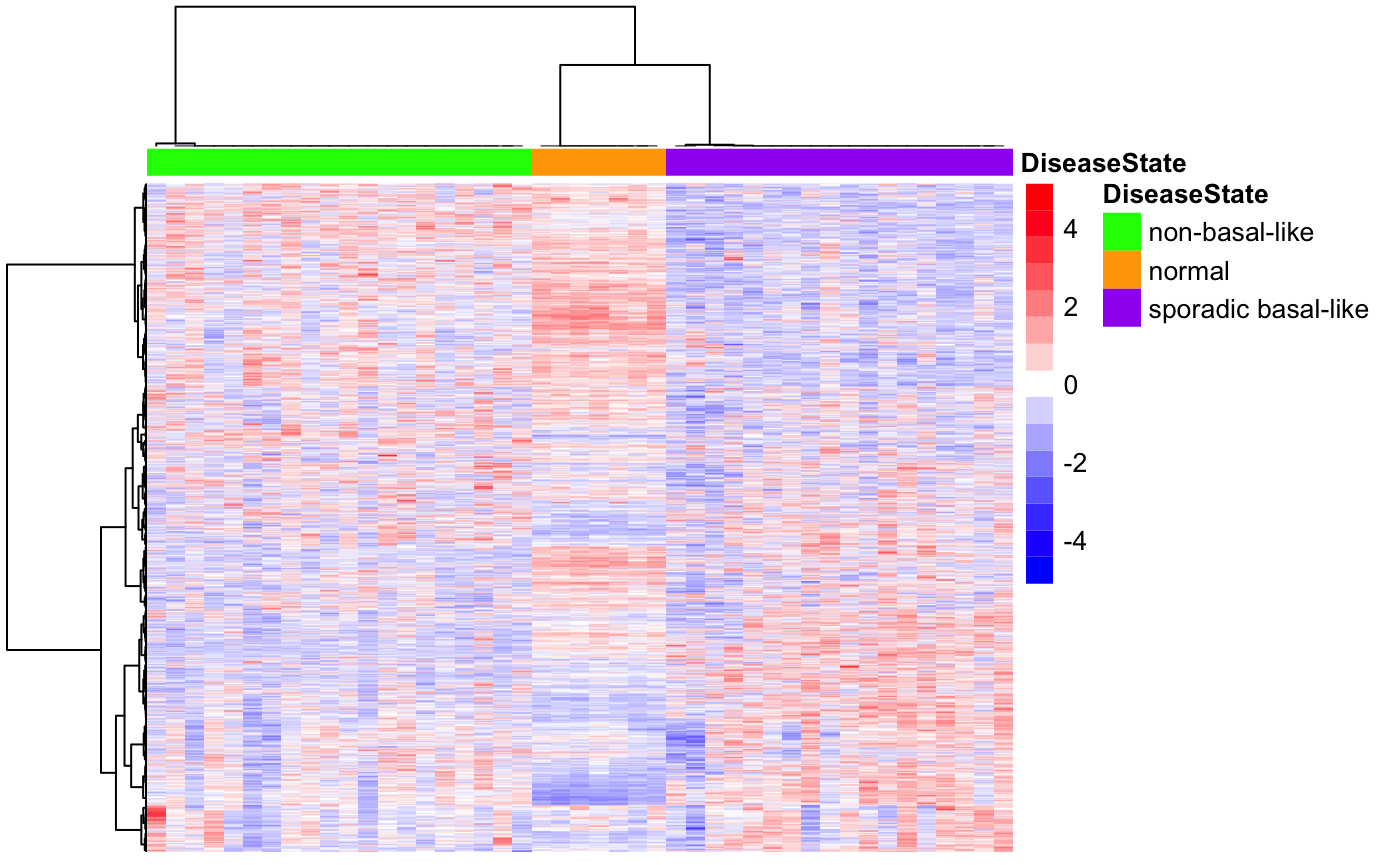 DiseaseState
DiseaseState
4
non-basal-like
normal
2
sporadic basal-like
0
-2
-4